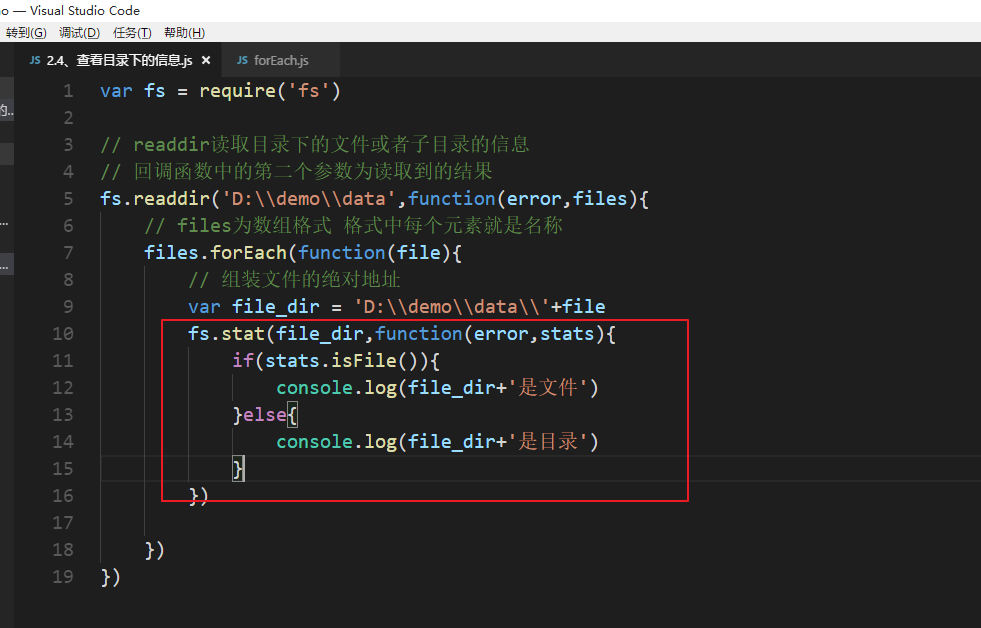 o — Visual Studio Code
转到(G) 调试(D) 任务(T) 帮助(H)
JS 2.4、查看目录下的信息.js × JS forEach.js
的..
...
...
1 var fs = require('fs')
2
3 // readdir读取目录下的文件或者子目录的信息
4 // 回调函数中的第二个参数为读取到的结果
5 fs.readdir('D:\\demo\\data',function(error,files){
6 // files为数组格式 格式中每个元素就是名称
7 files.forEach(function(file){
8 // 组装文件的绝对地址
9 var file_dir = 'D:\\demo\\data\\'+file
10 fs.stat(file_dir,function(error,stats){
11 if(stats.isFile()){
12 console.log(file_dir+'是文件')
13 }else{
14 console.log(file_dir+'是目录')
15 }
16 })
17
18 })
19 })